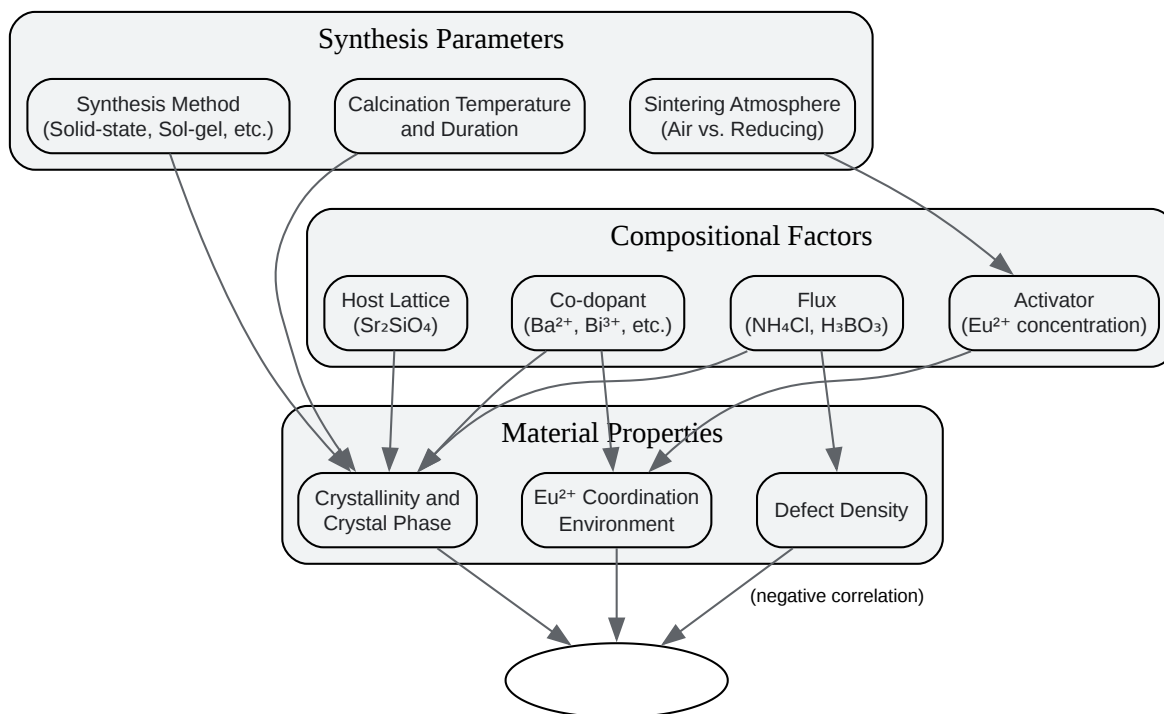 Synthesis Parameters
Synthesis Method
(Solid-state, Sol-gel, etc.)
Calcination Temperature
and Duration
Sintering Atmosphere
(Air vs. Reducing)
Compositional Factors
Host Lattice
(Sr₂SiO₄)
Co-dopant
(Ba²⁺, Bi³⁺, etc.)
Flux
(NH₄Cl, H₃BO₃)
Activator
(Eu²⁺ concentration)
Material Properties
Crystallinity and
Crystal Phase
Eu²⁺ Coordination
Environment
Defect Density
(negative correlation)